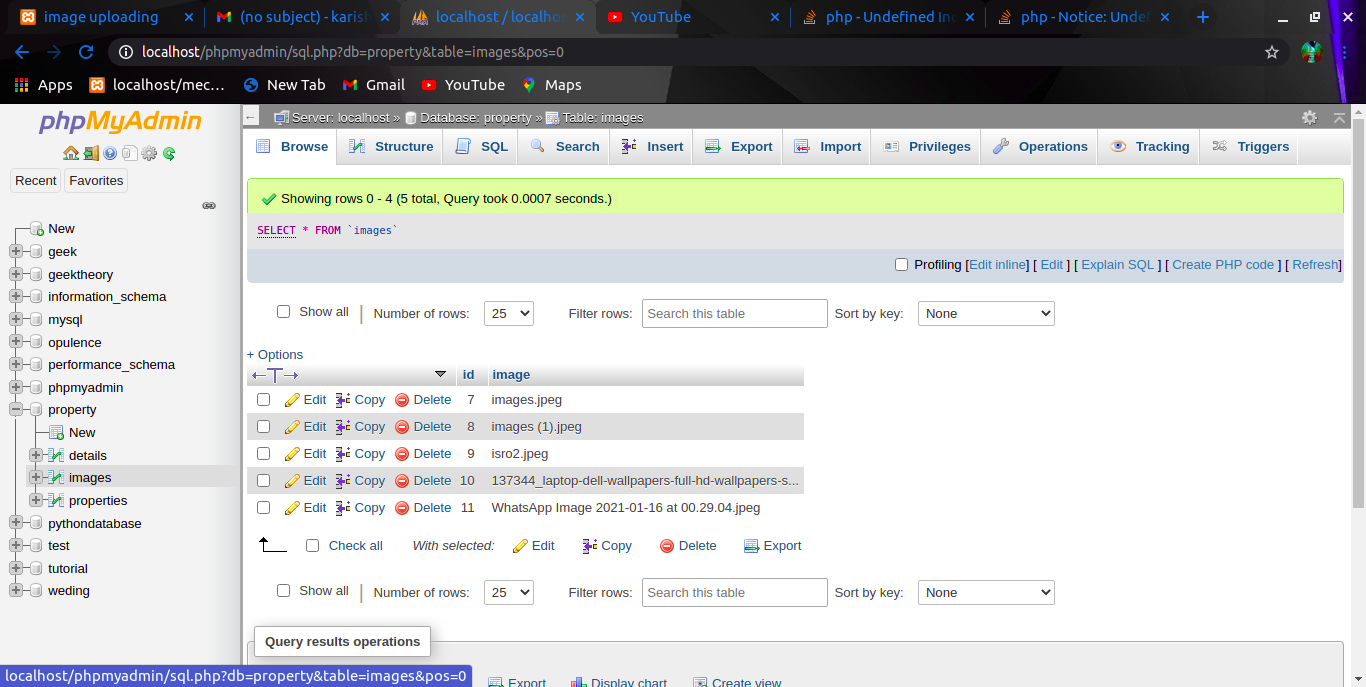 image uploading
(no subject) - karish
localhost / localhos
YouTube
php - Undefined Ind
php - Notice: Undef
localhost/phpmyadmin/sql.php?db=property&table=images&pos=0
Apps localhost/mec... New Tab Gmail YouTube Maps
phpMyAdmin
Recent Favorites
New
geek
geektheory
information_schema
mysql
opulence
performance_schema
phpmyadmin
property
New
details
images
properties
pythondatabase
test
tutorial
weding
Server: localhost » Database: property » Table: images
Browse Structure SQL Search Insert Export Import Privileges Operations Tracking Triggers
Showing rows 0 - 4 (5 total, Query took 0.0007 seconds.)
SELECT * FROM `images`
Profiling [Edit inline] [ Edit ] [ Explain SQL ] [ Create PHP code ] [ Refresh]
Show all | Number of rows: 25 Filter rows: Search this table Sort by key: None
+ Options
id image
Edit Copy Delete 7 images.jpeg
Edit Copy Delete 8 images (1).jpeg
Edit Copy Delete 9 isro2.jpeg
Edit Copy Delete 10 137344_laptop-dell-wallpapers-full-hd-wallpapers-s...
Edit Copy Delete 11 WhatsApp Image 2021-01-16 at 00.29.04.jpeg
Check all With selected: Edit Copy Delete Export
Show all | Number of rows: 25 Filter rows: Search this table Sort by key: None
Query results operations
Export Display chart Create view
localhost/phpmyadmin/sql.php?db=property&table=images&pos=0